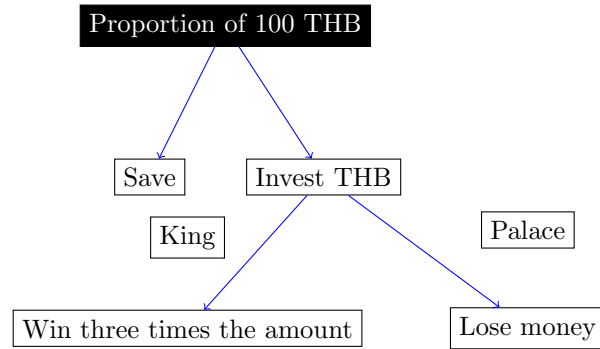 Proportion of 100 THB
Save
Invest THB
King
Palace
Win three times the amount
Lose money